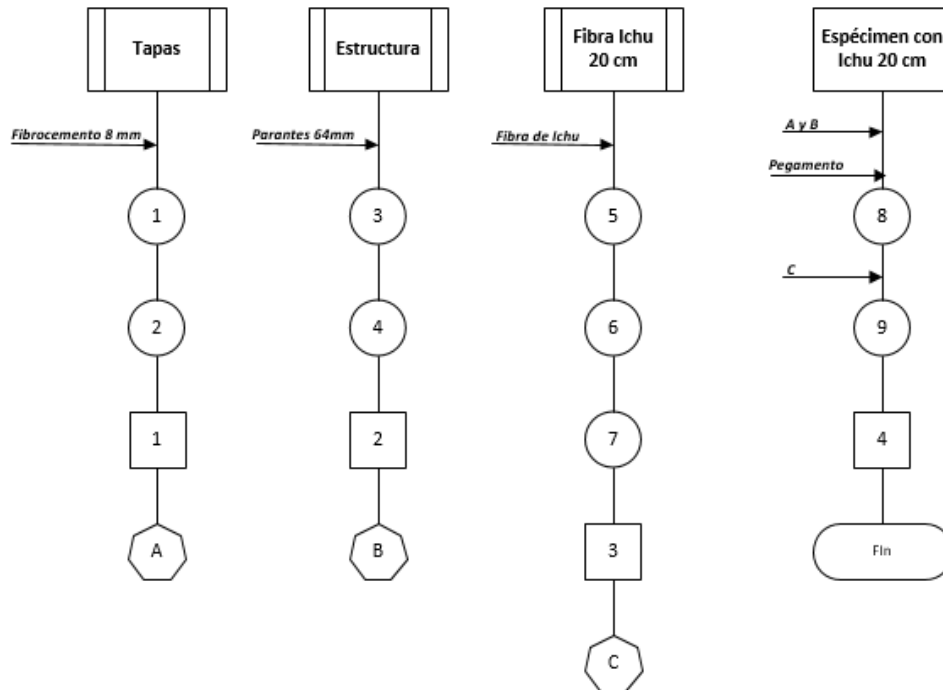 Tapas
Fibrocemento 8 mm
1
2
1
A
Estructura
Parantes 64mm
3
4
2
B
Fibra Ichu
20 cm
Fibra de Ichu
5
6
7
3
C
Espécimen con
Ichu 20 cm
A y B
Pegamento
8
C
9
4
FIn